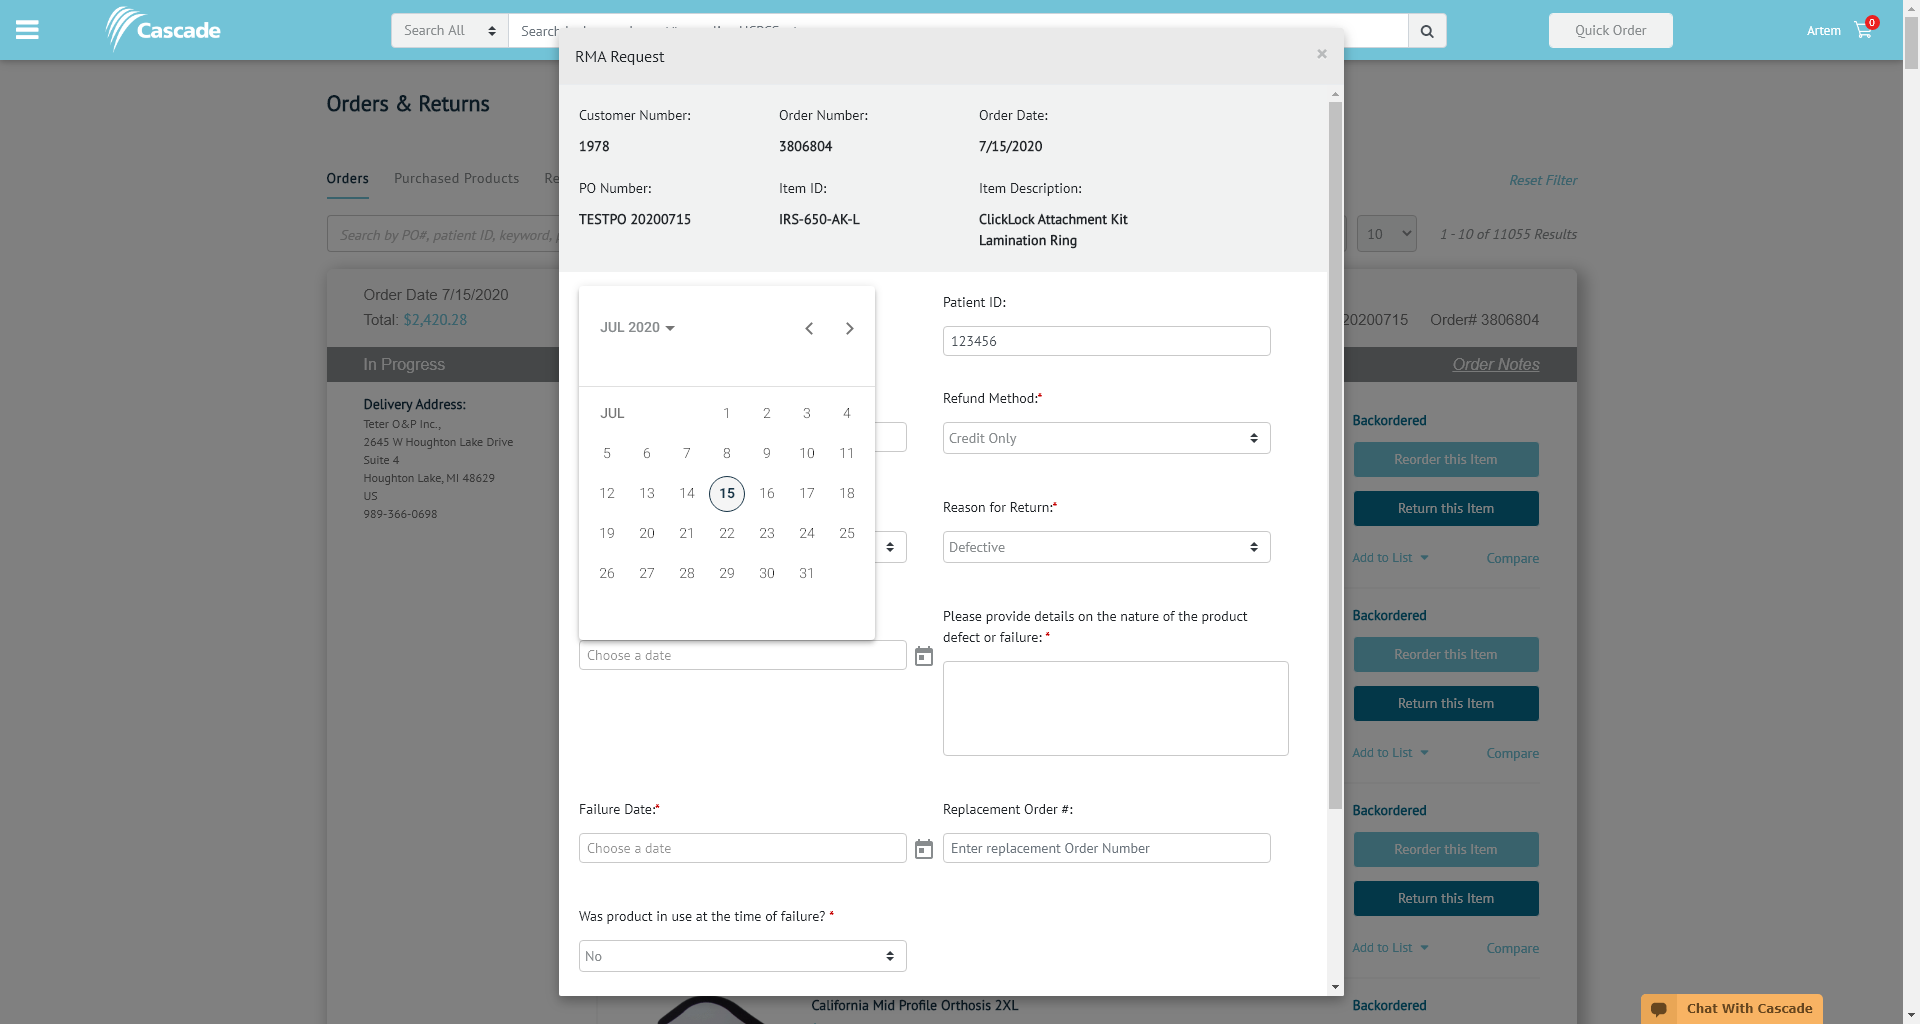 Cascade
Search All
Search
Quick Order
Artem
0
RMA Request
×
Orders & Returns
Orders
Purchased Products
Re
Reset Filter
Search by PO#, patient ID, keyword,
10
1 - 10 of 11055 Results
Order Date 7/15/2020
Total: $2,420.28
20200715
Order# 3806804
In Progress
Order Notes
Delivery Address:
Teter O&P Inc.,
2645 W Houghton Lake Drive
Suite 4
Houghton Lake, MI 48629
US
989-366-0698
Customer Number:
1978
Order Number:
3806804
Order Date:
7/15/2020
PO Number:
TESTPO 20200715
Item ID:
IRS-650-AK-L
Item Description:
ClickLock Attachment Kit
Lamination Ring
JUL 2020
JUL 1 2 3 4
5 6 7 8 9 10 11
12 13 14 15 16 17 18
19 20 21 22 23 24 25
26 27 28 29 30 31
Choose a date
Patient ID:
123456
Refund Method:*
Credit Only
Reason for Return:*
Defective
Please provide details on the nature of the product
defect or failure: *
Failure Date:*
Choose a date
Replacement Order #:
Enter replacement Order Number
Was product in use at the time of failure? *
No
Backordered
Reorder this Item
Return this Item
Add to List
Compare
Backordered
Reorder this Item
Return this Item
Add to List
Compare
Backordered
Reorder this Item
Return this Item
Add to List
Compare
California Mid Profile Orthosis 2XL
Backordered
Chat With Cascade